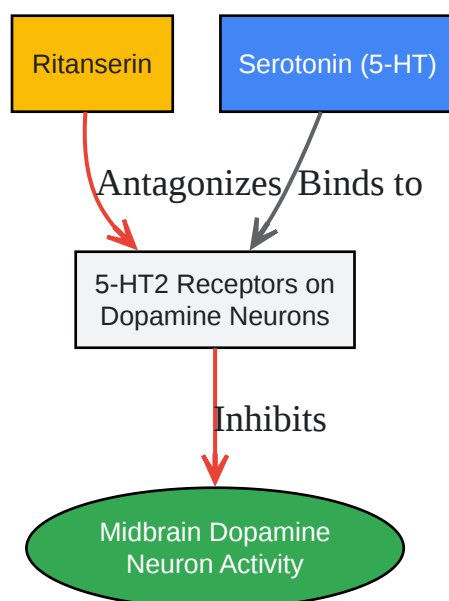 Ritanserin
Serotonin (5-HT)
Antagonizes
Binds to
5-HT2 Receptors on
Dopamine Neurons
Inhibits
Midbrain Dopamine
Neuron Activity